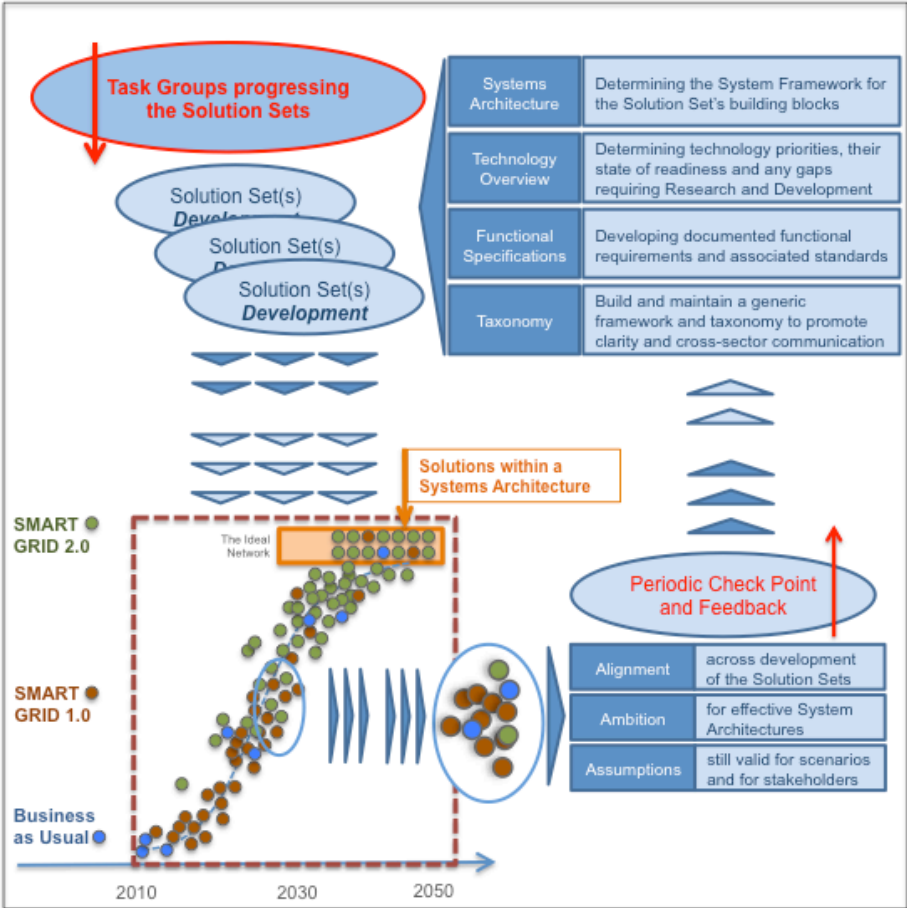 Task Groups progressing
the Solution Sets
Solution Set(s)
Development
Solution Set(s)
Solution Set(s)
Development
Systems
Architecture
Determining the System Framework for
the Solution Set's building blocks
Technology
Overview
Determining technology priorities, their
state of readiness and any gaps
requiring Research and Development
Functional
Specifications
Developing documented functional
requirements and associated standards
Taxonomy
Build and maintain a generic
framework and taxonomy to promote
clarity and cross-sector communication
Solutions within a
Systems Architecture
SMART
GRID 2.0
The Ideal
Network
SMART
GRID 1.0
Business
as Usual
2010
2030
2050
Periodic Check Point
and Feedback
Alignment
across development
of the Solution Sets
Ambition
for effective System
Architectures
Assumptions
still valid for scenarios
and for stakeholders